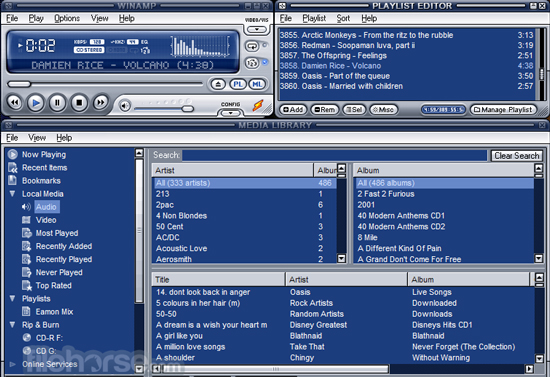 WINAMP
File Play Options View Help
VIDEO/VIS
0:02
KBPS: 128 KHZ: 44 EQ
CD STEREO
DAMIEN RICE - VOLCANO (4:38)
PL ML
CONFIG
PLAYLIST EDITOR
File Playlist Sort Help
3855. Arctic Monkeys - From the ritz to the rubble 3:13
3856. Redman - Soopaman luva, part ii 3:19
3857. The Offspring - Feelings 2:51
3858. Damien Rice - Volcano 4:38
3859. Oasis - Part of the queue 3:50
3860. Oasis - Married with children 2:57
Add Rem Sel Misc Manage Playlist
MEDIA LIBRARY
File View Help
Now Playing
Recent Items
Bookmarks
Local Media
Audio
Video
Most Played
Recently Added
Recently Played
Never Played
Top Rated
Playlists
Eamon Mix
Rip & Burn
CD-R F:
CD G:
Online Services
Search: Clear Search
Artist Album
All (333 artists) 486
213 1
2pac 6
4 Non Blondes 1
50 Cent 3
AC/DC 3
Acoustic Love 2
Aerosmith 2
Album
All (486 albums)
2 Fast 2 Furious
2001
40 Modern Anthems CD1
40 Modern Anthems CD2
8 Mile
A Different Kind Of Pain
A Grand Don't Come For Free
Title Artist Album
14. dont look back in anger Oasis Live Songs
5 colours in her hair (m) Rock Artists Downloaded
50-50 Random Artists Downloaded
A dream is a wish your heart m Disney Greatest Disneys Hits CD1
A girl like you Blathnaid Blathnaid
A million love songs Take That Never Forget (The Collection)
A shoulder Chingy Without Warning
filehorse.com